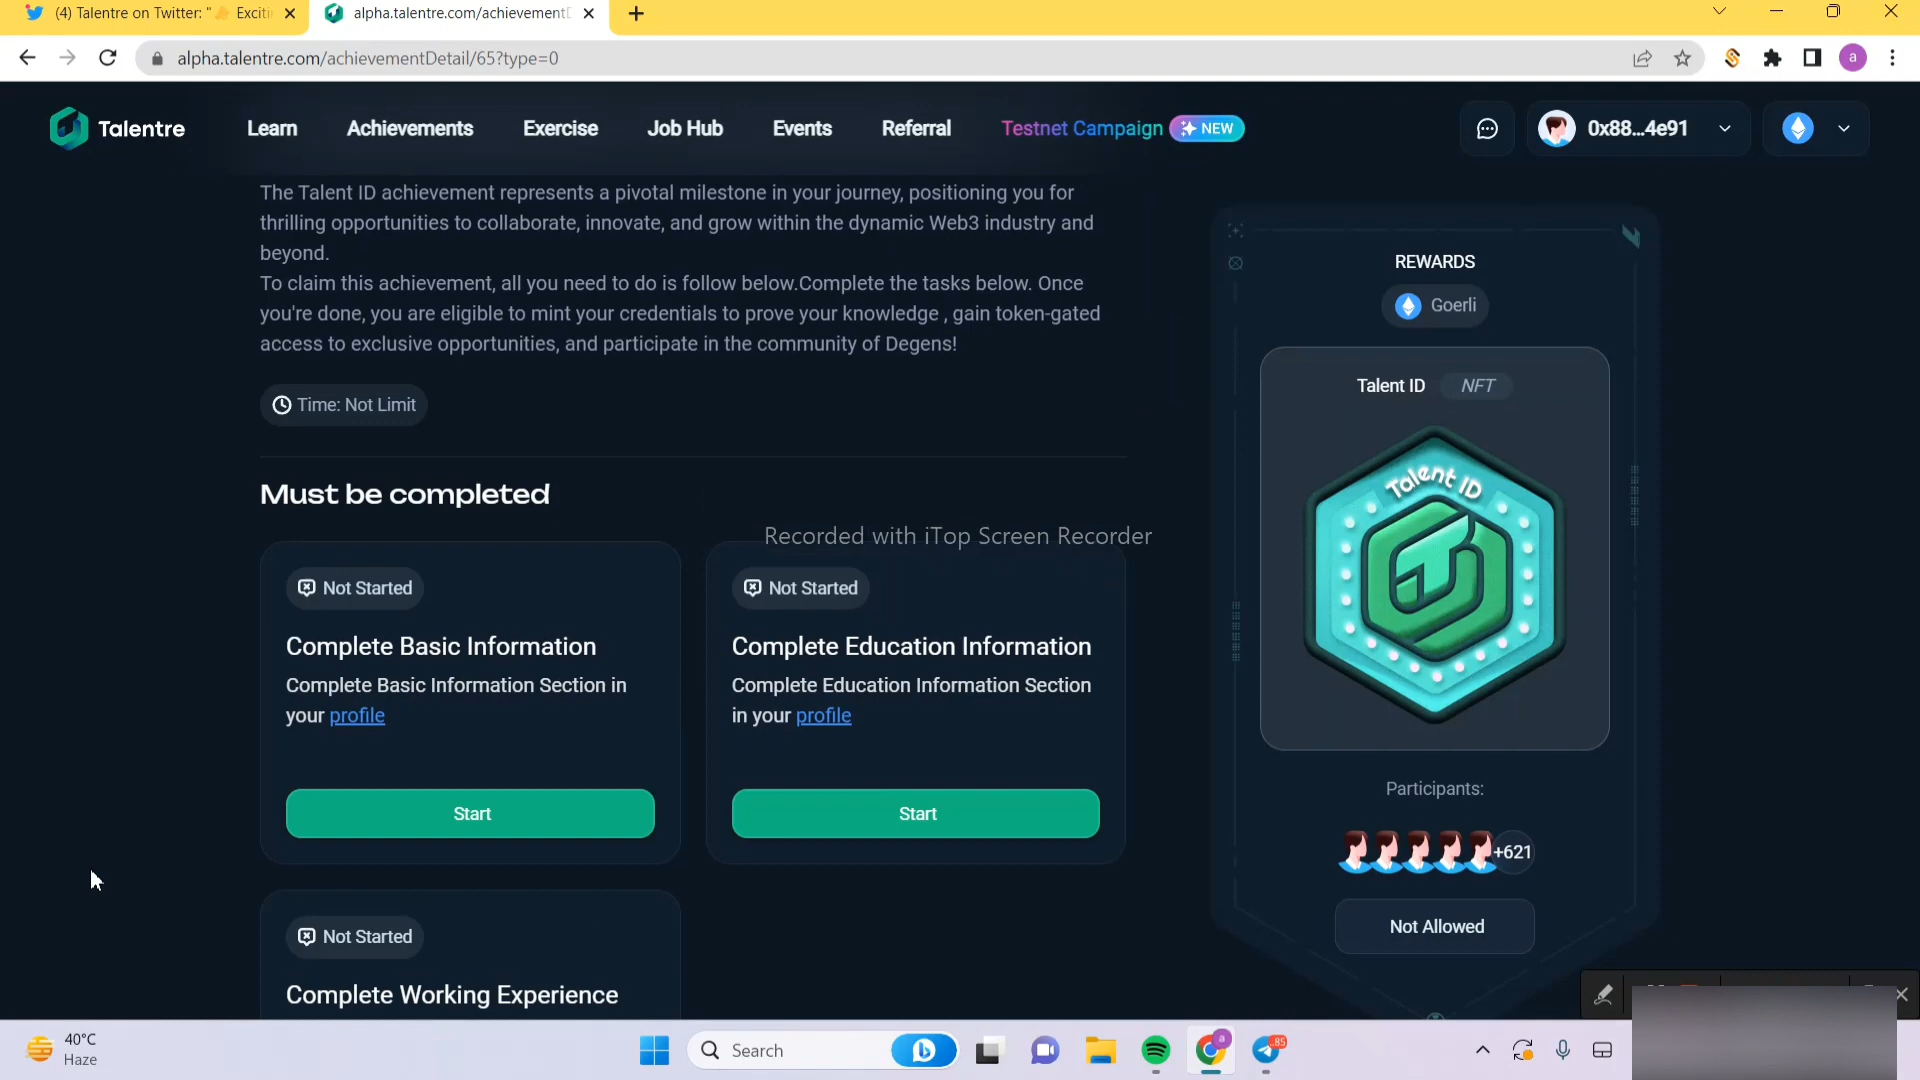 (4) Talentre on Twitter: "👉 Exciti
alpha.talentre.com/achievementD
alpha.talentre.com/achievementDetail/65?type=0
a
Talentre
Learn
Achievements
Exercise
Job Hub
Events
Referral
Testnet Campaign
NEW
0x88...4e91
The Talent ID achievement represents a pivotal milestone in your journey, positioning you for
thrilling opportunities to collaborate, innovate, and grow within the dynamic Web3 industry and
beyond.
To claim this achievement, all you need to do is follow below.Complete the tasks below. Once
you're done, you are eligible to mint your credentials to prove your knowledge , gain token-gated
access to exclusive opportunities, and participate in the community of Degens!
Time: Not Limit
Must be completed
Recorded with iTop Screen Recorder
Not Started
Complete Basic Information
Complete Basic Information Section in
your profile
Start
Not Started
Complete Education Information
Complete Education Information Section
in your profile
Start
Not Started
Complete Working Experience
REWARDS
Goerli
Talent ID
NFT
Talent ID
Participants:
+621
Not Allowed
40°C
Haze
Search
a
85